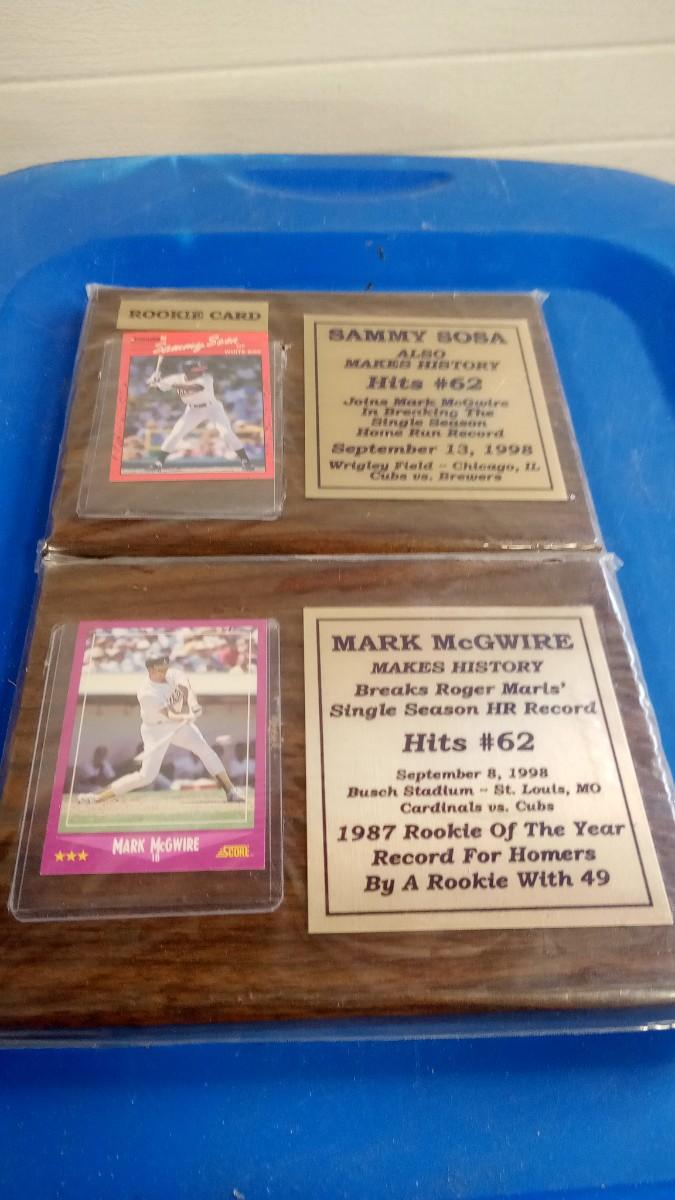 ROOKIE CARD
Sammy Sosa OF
WHITE SOX
SAMMY SOSA
ALSO
MAKES HISTORY
Hits #62
Joins Mark McGwire
In Breaking The
Single Season
Home Run Record
September 13, 1998
Wrigley Field ~ Chicago, IL
Cubs vs. Brewers
MARK McGWIRE
1B
SCORE
MARK McGWIRE
MAKES HISTORY
Breaks Roger Maris'
Single Season HR Record
Hits #62
September 8, 1998
Busch Stadium ~ St. Louis, MO
Cardinals vs. Cubs
1987 Rookie Of The Year
Record For Homers
By A Rookie With 49